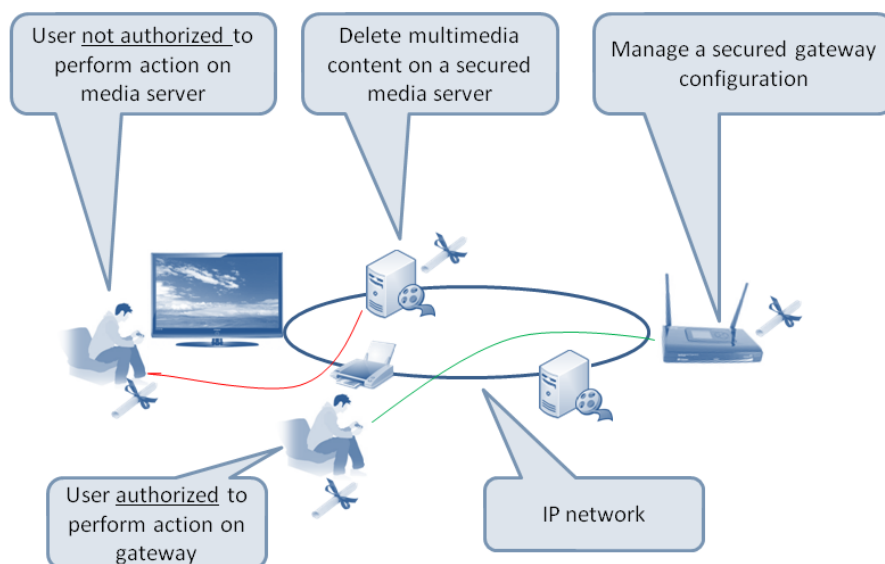 User not authorized to
perform action on
media server
Delete multimedia
content on a secured
media server
Manage a secured gateway
configuration
User authorized to
perform action on
gateway
IP network